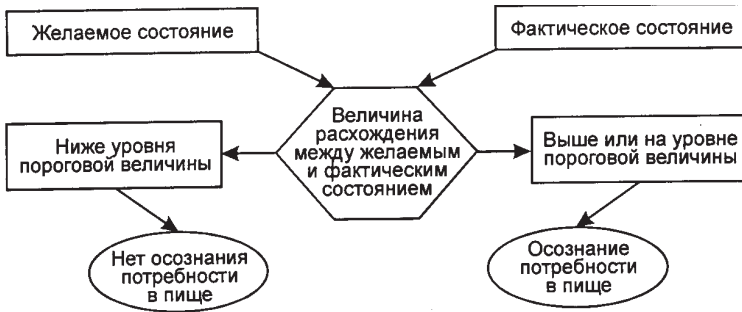 Желаемое состояние
Фактическое состояние
Величина
расхождения
между желаемым
и фактическим
состоянием
Ниже уровня
пороговой величины
Выше или на уровне
пороговой величины
Нет осознания
потребности
в пище
Осознание
потребности
в пище